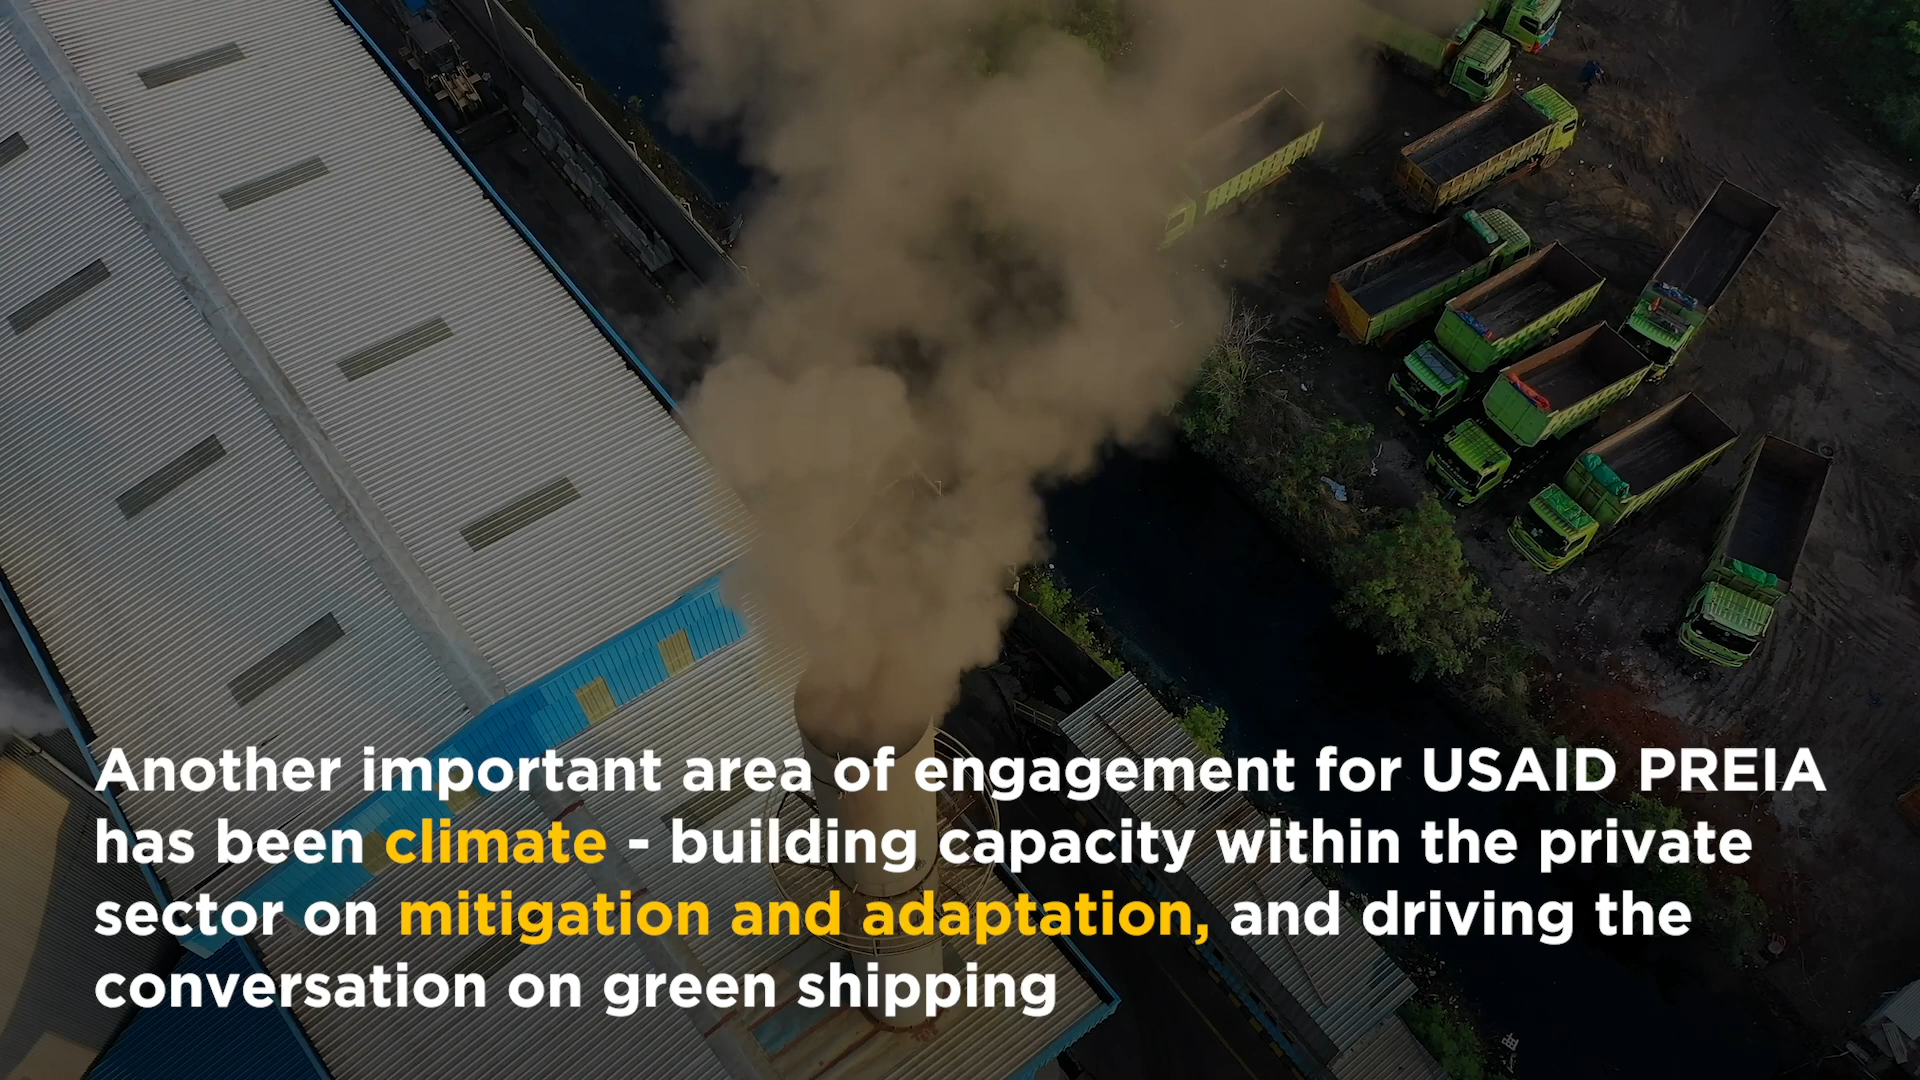 Another important area of engagement for USAID PREIA
has been climate - building capacity within the private
sector on mitigation and adaptation, and driving the
conversation on green shipping